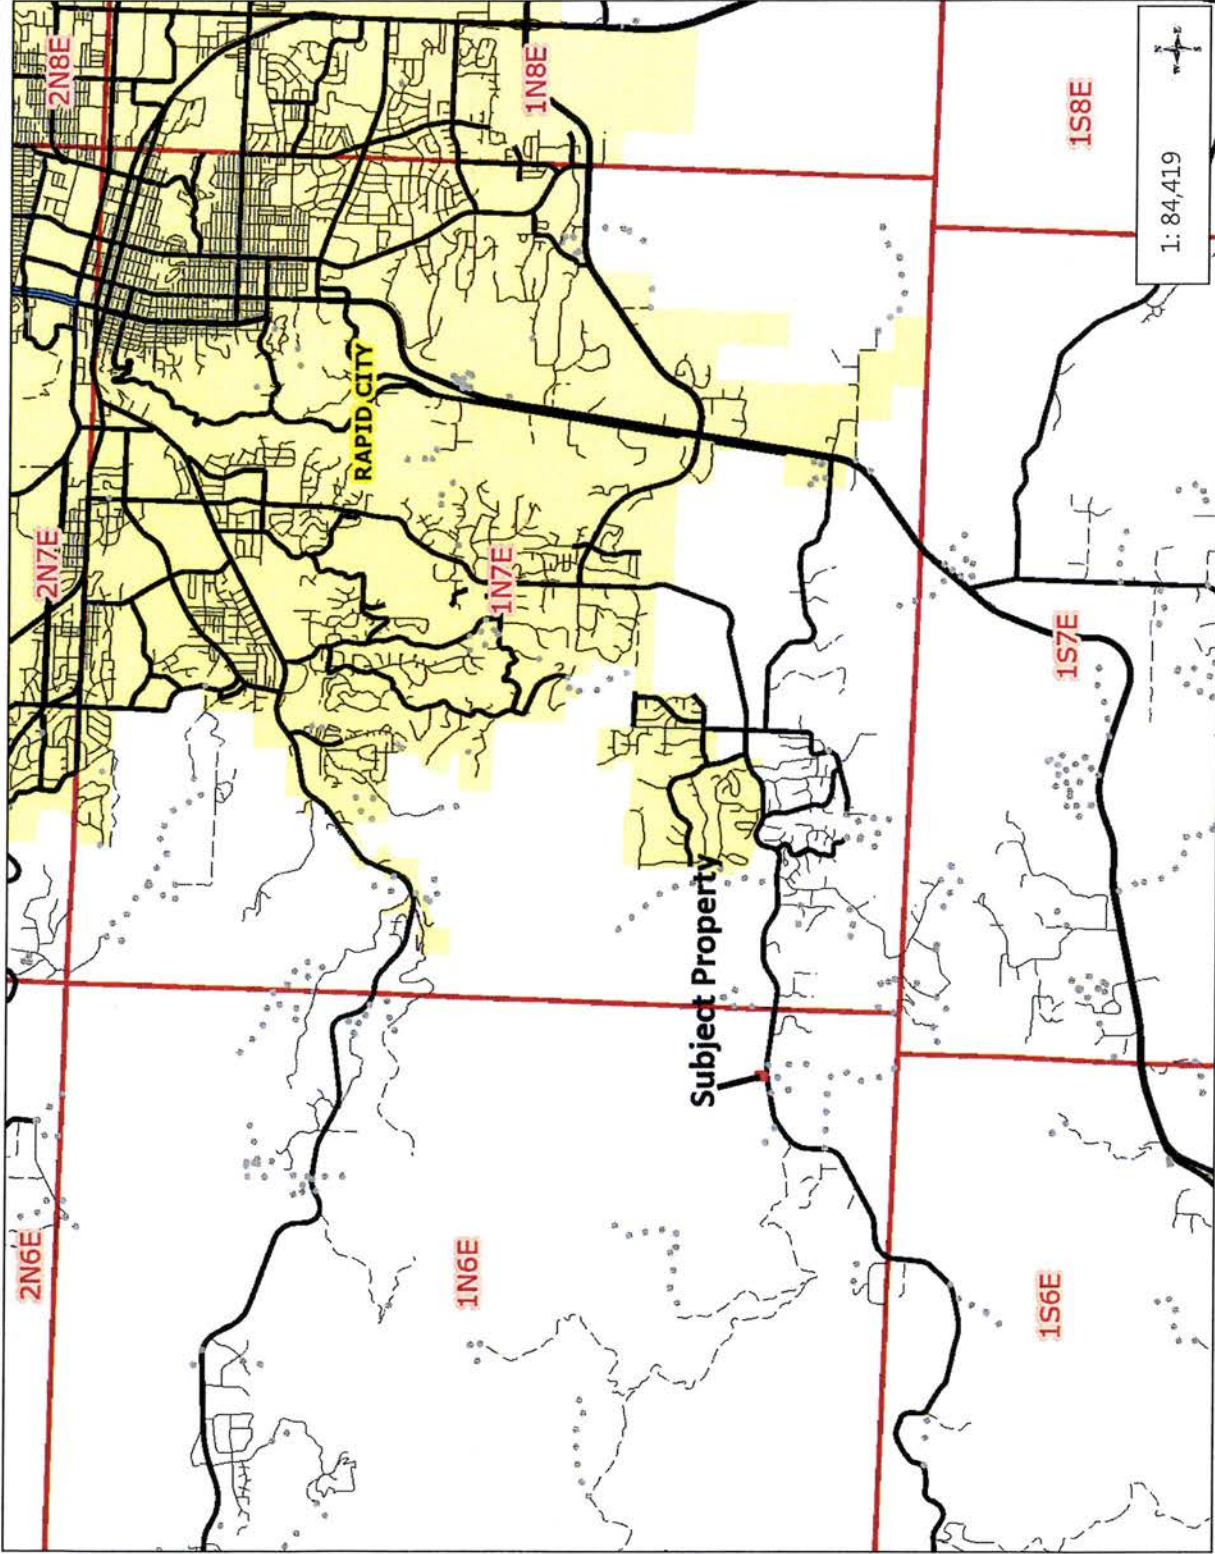 2N6E
2N7E
2N8E
RAPID CITY
1N6E
1N7E
1N8E
Subject Property
1S6E
1S7E
1S8E
N
W
E
S
1: 84,419